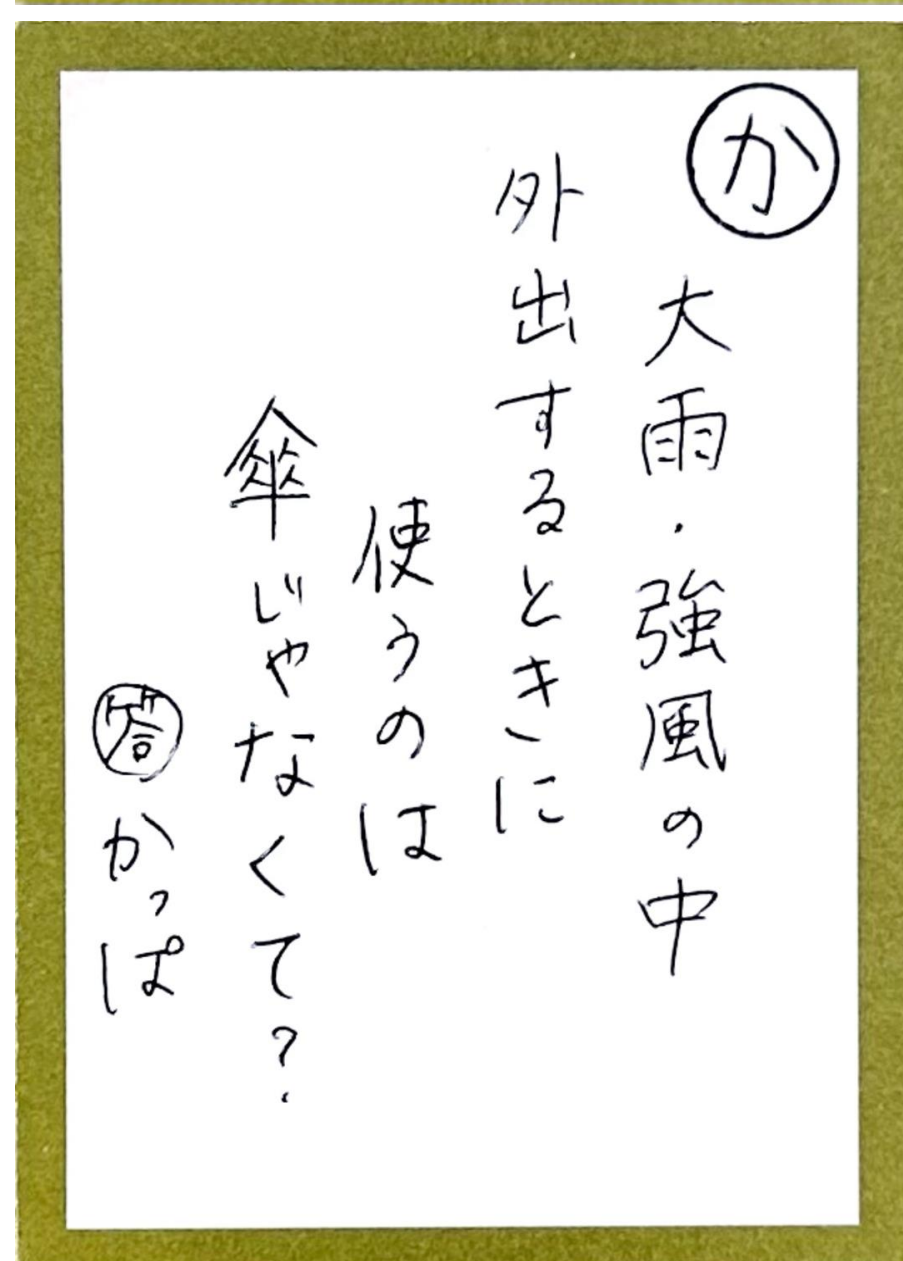 か
大雨・強風の中
外出するときに
使うのは
傘じゃなくて?
答 かっぱ